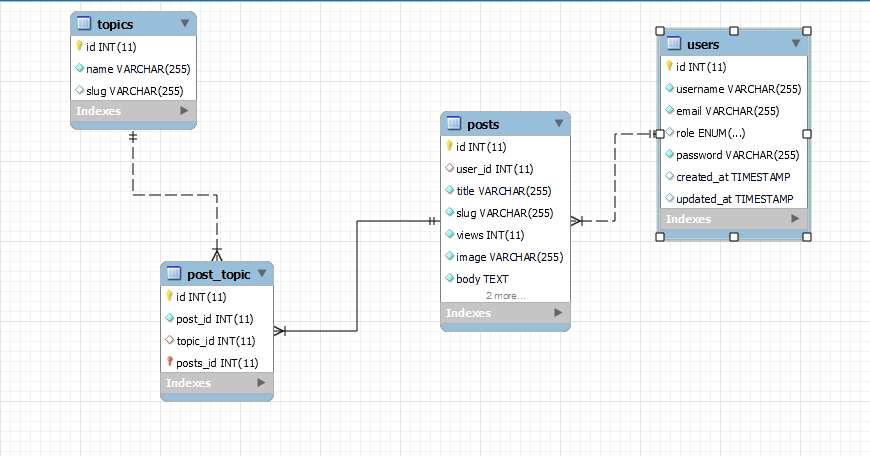 topics
id INT(11)
name VARCHAR(255)
slug VARCHAR(255)
Indexes
users
id INT(11)
username VARCHAR(255)
email VARCHAR(255)
role ENUM(...)
password VARCHAR(255)
created_at TIMESTAMP
updated_at TIMESTAMP
Indexes
posts
id INT(11)
user_id INT(11)
title VARCHAR(255)
slug VARCHAR(255)
views INT(11)
image VARCHAR(255)
body TEXT
2 more...
Indexes
post_topic
id INT(11)
post_id INT(11)
topic_id INT(11)
posts_id INT(11)
Indexes